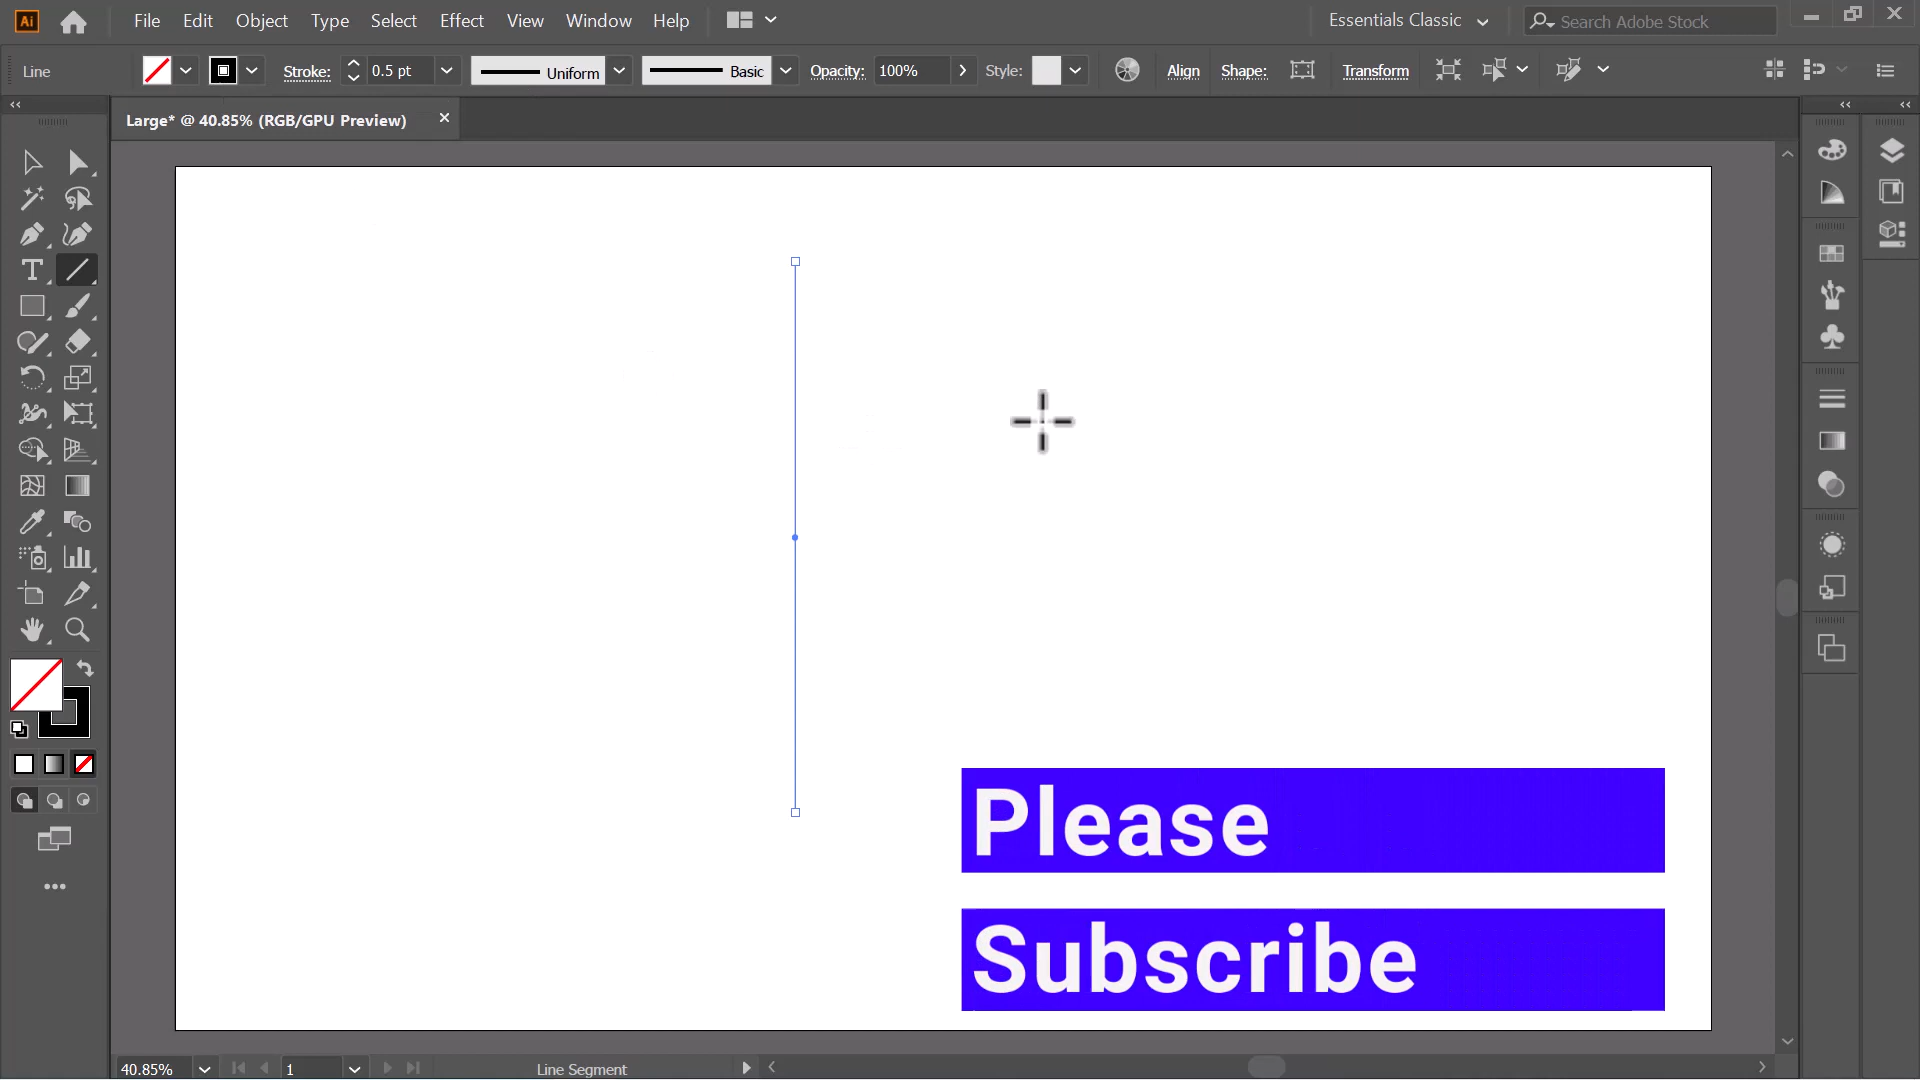 Ai File Edit Object Type Select Effect View Window Help Essentials Classic Search Adobe Stock
Line Stroke: 0.5 pt Uniform Basic Opacity: 100% Style: Align Shape: Transform
Large* @ 40.85% (RGB/GPU Preview)
T
Please
Subscribe
40.85% 1 Line Segment